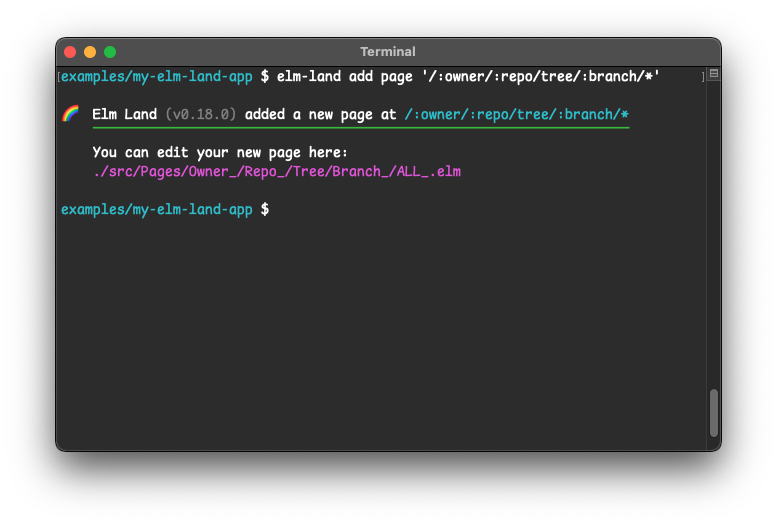 Terminal
[examples/my-elm-land-app $ elm-land add page '/:owner/:repo/tree/:branch/*' ]
🌈 Elm Land (v0.18.0) added a new page at /:owner/:repo/tree/:branch/*
You can edit your new page here:
./src/Pages/Owner_/Repo_/Tree/Branch_/ALL_.elm
examples/my-elm-land-app $